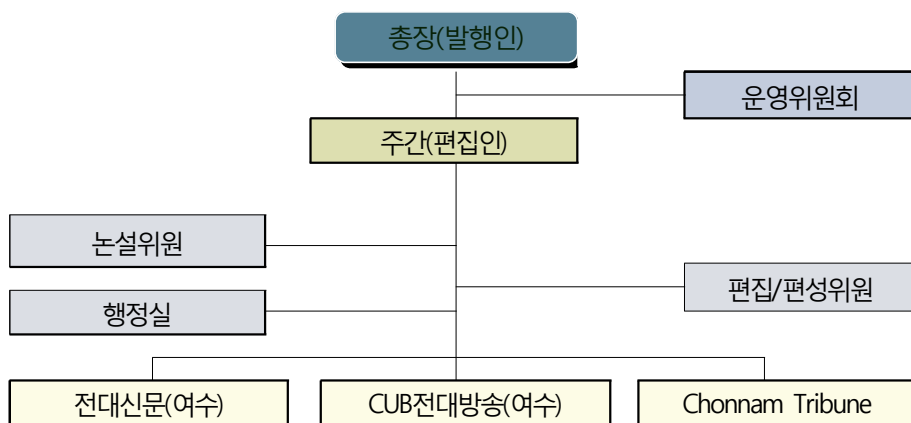 총장(발행인)
운영위원회
주간(편집인)
논설위원
편집/편성위원
행정실
전대신문(여수)
CUB전대방송(여수)
Chonnam Tribune